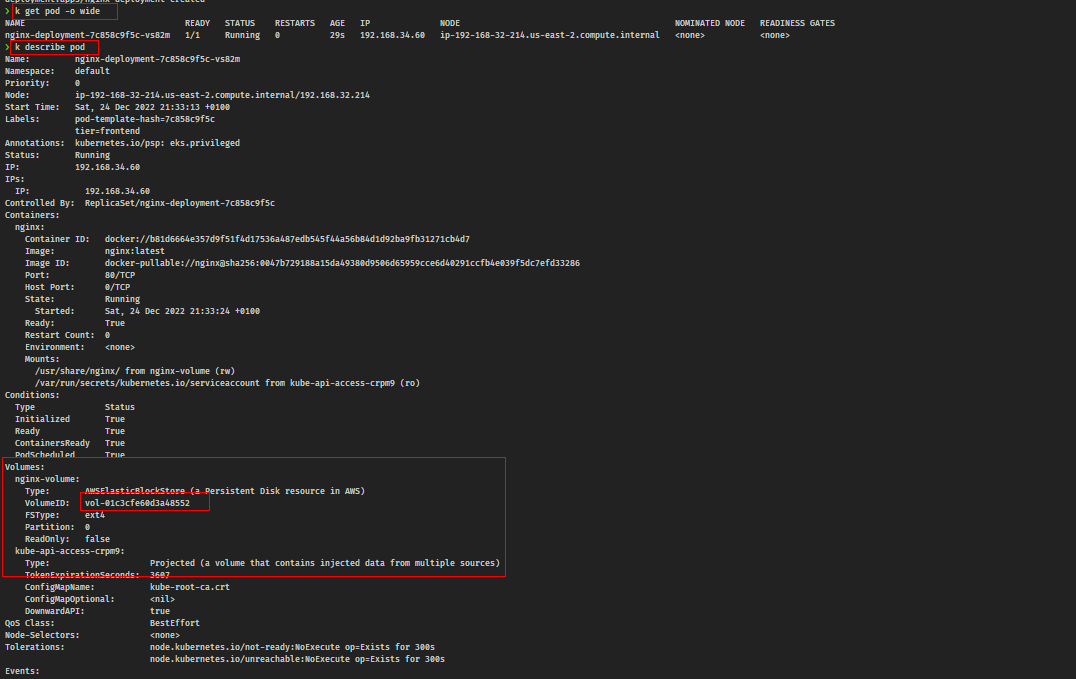 deployment.apps/nginx-deployment created
❯ k get pod -o wide
NAME READY STATUS RESTARTS AGE IP NODE NOMINATED NODE READINESS GATES
nginx-deployment-7c858c9f5c-vs82m 1/1 Running 0 29s 192.168.34.60 ip-192-168-32-214.us-east-2.compute.internal <none> <none>
❯ k describe pod
Name: nginx-deployment-7c858c9f5c-vs82m
Namespace: default
Priority: 0
Node: ip-192-168-32-214.us-east-2.compute.internal/192.168.32.214
Start Time: Sat, 24 Dec 2022 21:33:13 +0100
Labels: pod-template-hash=7c858c9f5c
tier=frontend
Annotations: kubernetes.io/psp: eks.privileged
Status: Running
IP: 192.168.34.60
IPs:
IP: 192.168.34.60
Controlled By: ReplicaSet/nginx-deployment-7c858c9f5c
Containers:
nginx:
Container ID: docker://b81d6664e357d9f51f4d17536a487edb545f44a56b84d1d92ba9fb31271cb4d7
Image: nginx:latest
Image ID: docker-pullable://nginx@sha256:0047b729188a15da49380d9506d65959cce6d40291ccfb4e039f5dc7efd33286
Port: 80/TCP
Host Port: 0/TCP
State: Running
Started: Sat, 24 Dec 2022 21:33:24 +0100
Ready: True
Restart Count: 0
Environment: <none>
Mounts:
/usr/share/nginx/ from nginx-volume (rw)
/var/run/secrets/kubernetes.io/serviceaccount from kube-api-access-crpm9 (ro)
Conditions:
Type Status
Initialized True
Ready True
ContainersReady True
PodScheduled True
Volumes:
nginx-volume:
Type: AWSElasticBlockStore (a Persistent Disk resource in AWS)
VolumeID: vol-01c3cfe60d3a48552
FSType: ext4
Partition: 0
ReadOnly: false
kube-api-access-crpm9:
Type: Projected (a volume that contains injected data from multiple sources)
TokenExpirationSeconds: 3607
ConfigMapName: kube-root-ca.crt
ConfigMapOptional: <nil>
DownwardAPI: true
QoS Class: BestEffort
Node-Selectors: <none>
Tolerations: node.kubernetes.io/not-ready:NoExecute op=Exists for 300s
node.kubernetes.io/unreachable:NoExecute op=Exists for 300s
Events: